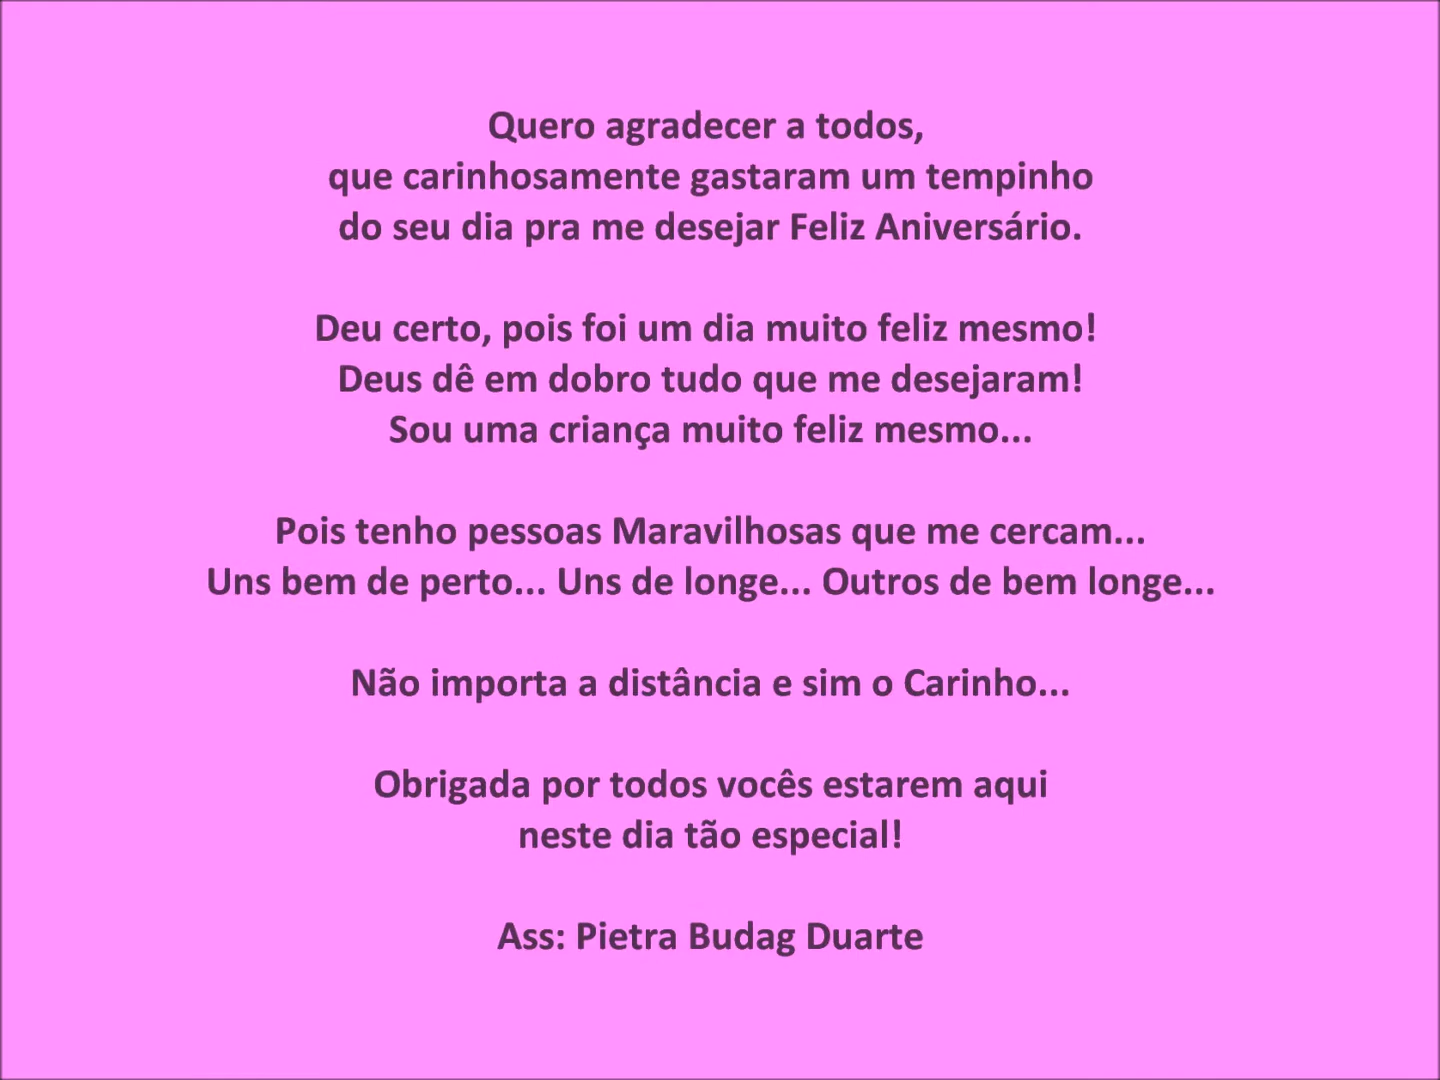 Quero agradecer a todos,
que carinhosamente gastaram um tempinho
do seu dia pra me desejar Feliz Aniversário.
Deu certo, pois foi um dia muito feliz mesmo!
Deus dê em dobro tudo que me desejaram!
Sou uma criança muito feliz mesmo...
Pois tenho pessoas Maravilhosas que me cercam...
Uns bem de perto... Uns de longe... Outros de bem longe...
Não importa a distância e sim o Carinho...
Obrigada por todos vocês estarem aqui
neste dia tão especial!
Ass: Pietra Budag Duarte